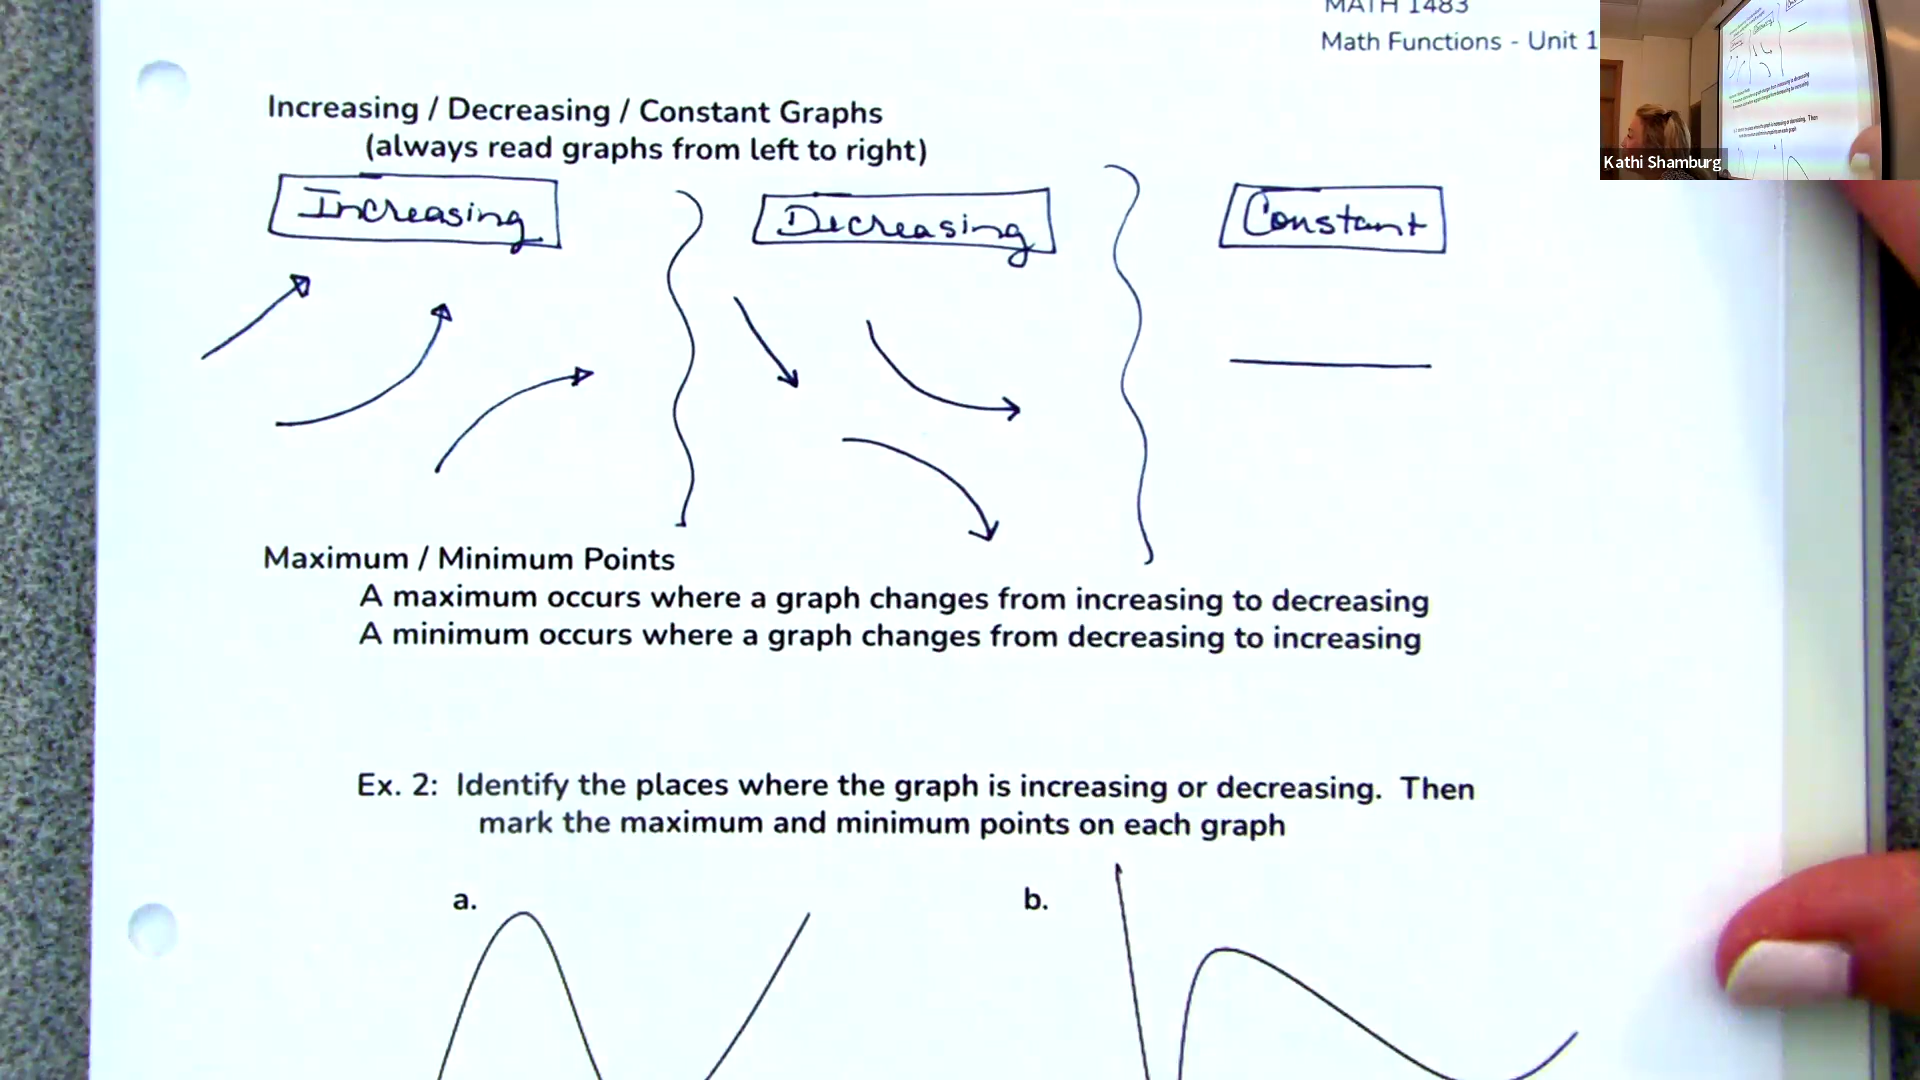 MATH 1483
Math Functions - Unit 1
Increasing / Decreasing / Constant Graphs
(always read graphs from left to right)
Increasing
Decreasing
Constant
Maximum / Minimum Points
A maximum occurs where a graph changes from increasing to decreasing
A minimum occurs where a graph changes from decreasing to increasing
Ex. 2: Identify the places where the graph is increasing or decreasing. Then
mark the maximum and minimum points on each graph
a.
b.
Kathi Shamburg